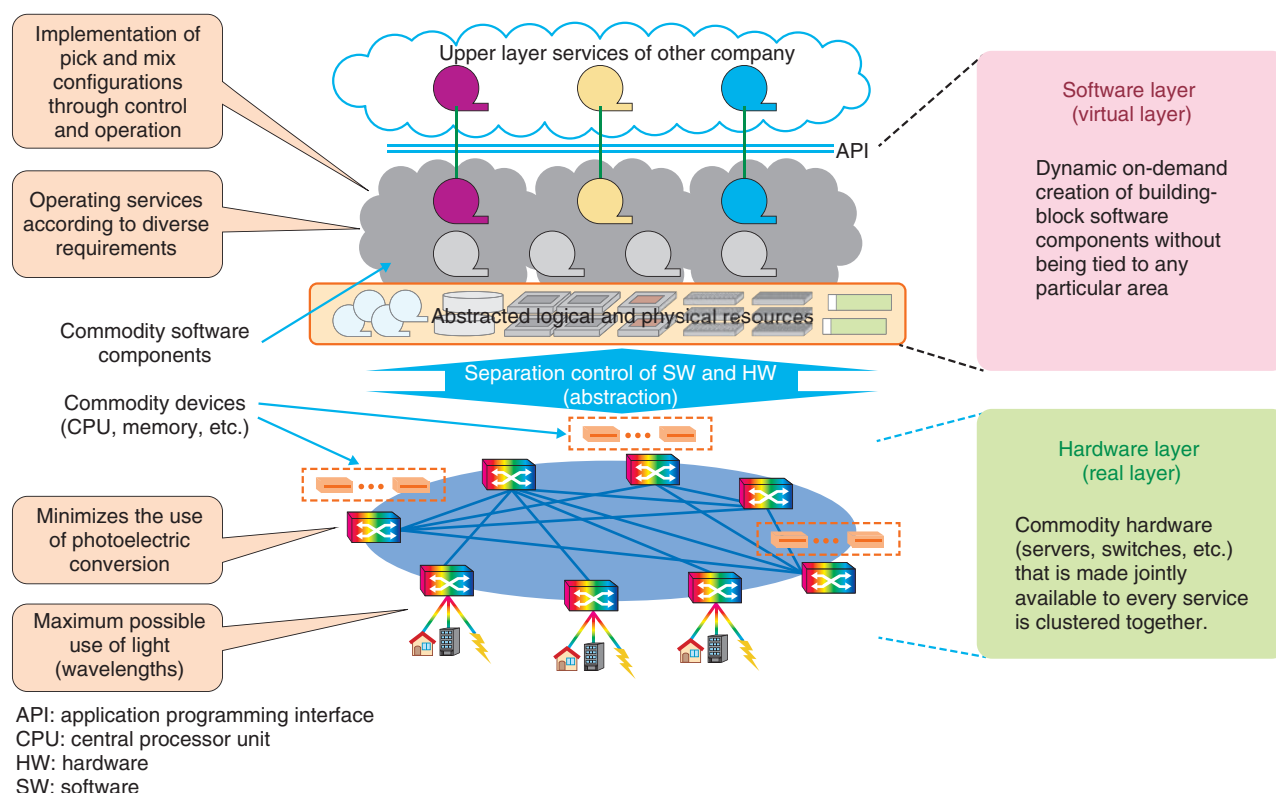 Implementation of
pick and mix
configurations
through control
and operation
Operating services
according to diverse
requirements
Commodity software
components
Commodity devices
(CPU, memory, etc.)
Minimizes the use
of photoelectric
conversion
Maximum possible
use of light
(wavelengths)
Upper layer services of other company
API
Abstracted logical and physical resources
Separation control of SW and HW
(abstraction)
Software layer
(virtual layer)
Dynamic on-demand
creation of building-
block software
components without
being tied to any
particular area
Hardware layer
(real layer)
Commodity hardware
(servers, switches, etc.)
that is made jointly
available to every service
is clustered together.
API: application programming interface
CPU: central processor unit
HW: hardware
SW: software